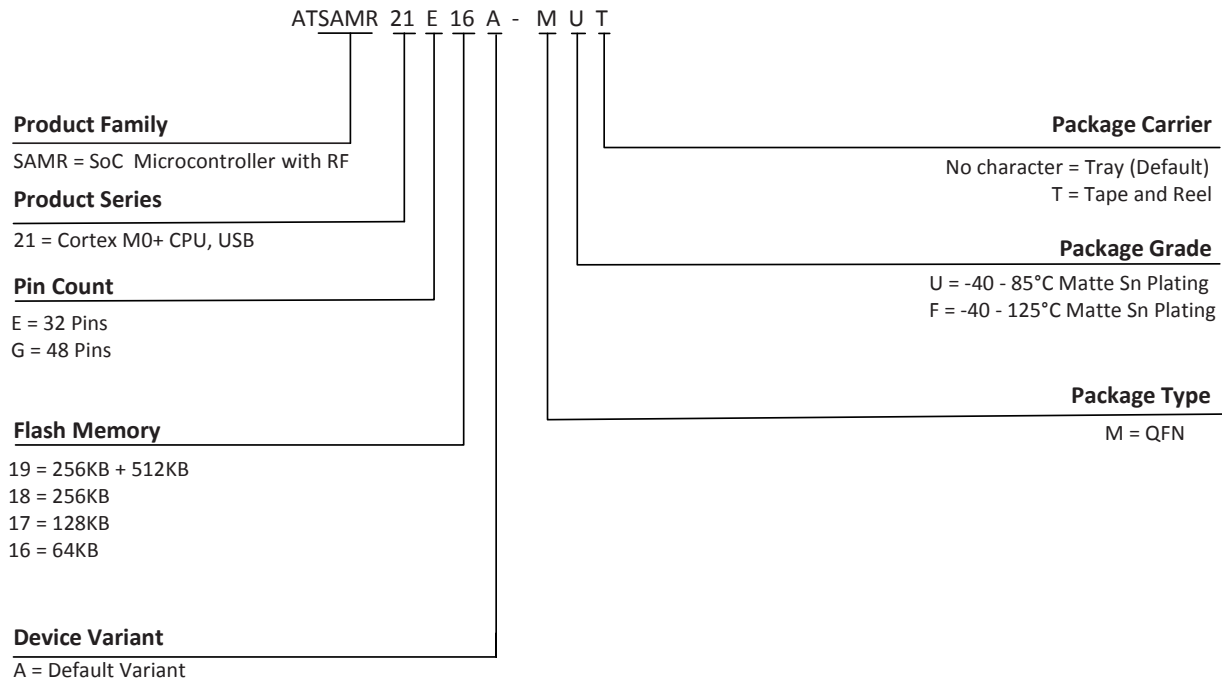 ATSAMR 21 E 16 A - M U T
Product Family
SAMR = SoC Microcontroller with RF
Product Series
21 = Cortex M0+ CPU, USB
Pin Count
E = 32 Pins
G = 48 Pins
Flash Memory
19 = 256KB + 512KB
18 = 256KB
17 = 128KB
16 = 64KB
Device Variant
A = Default Variant
Package Carrier
No character = Tray (Default)
T = Tape and Reel
Package Grade
U = -40 - 85°C Matte Sn Plating
F = -40 - 125°C Matte Sn Plating
Package Type
M = QFN